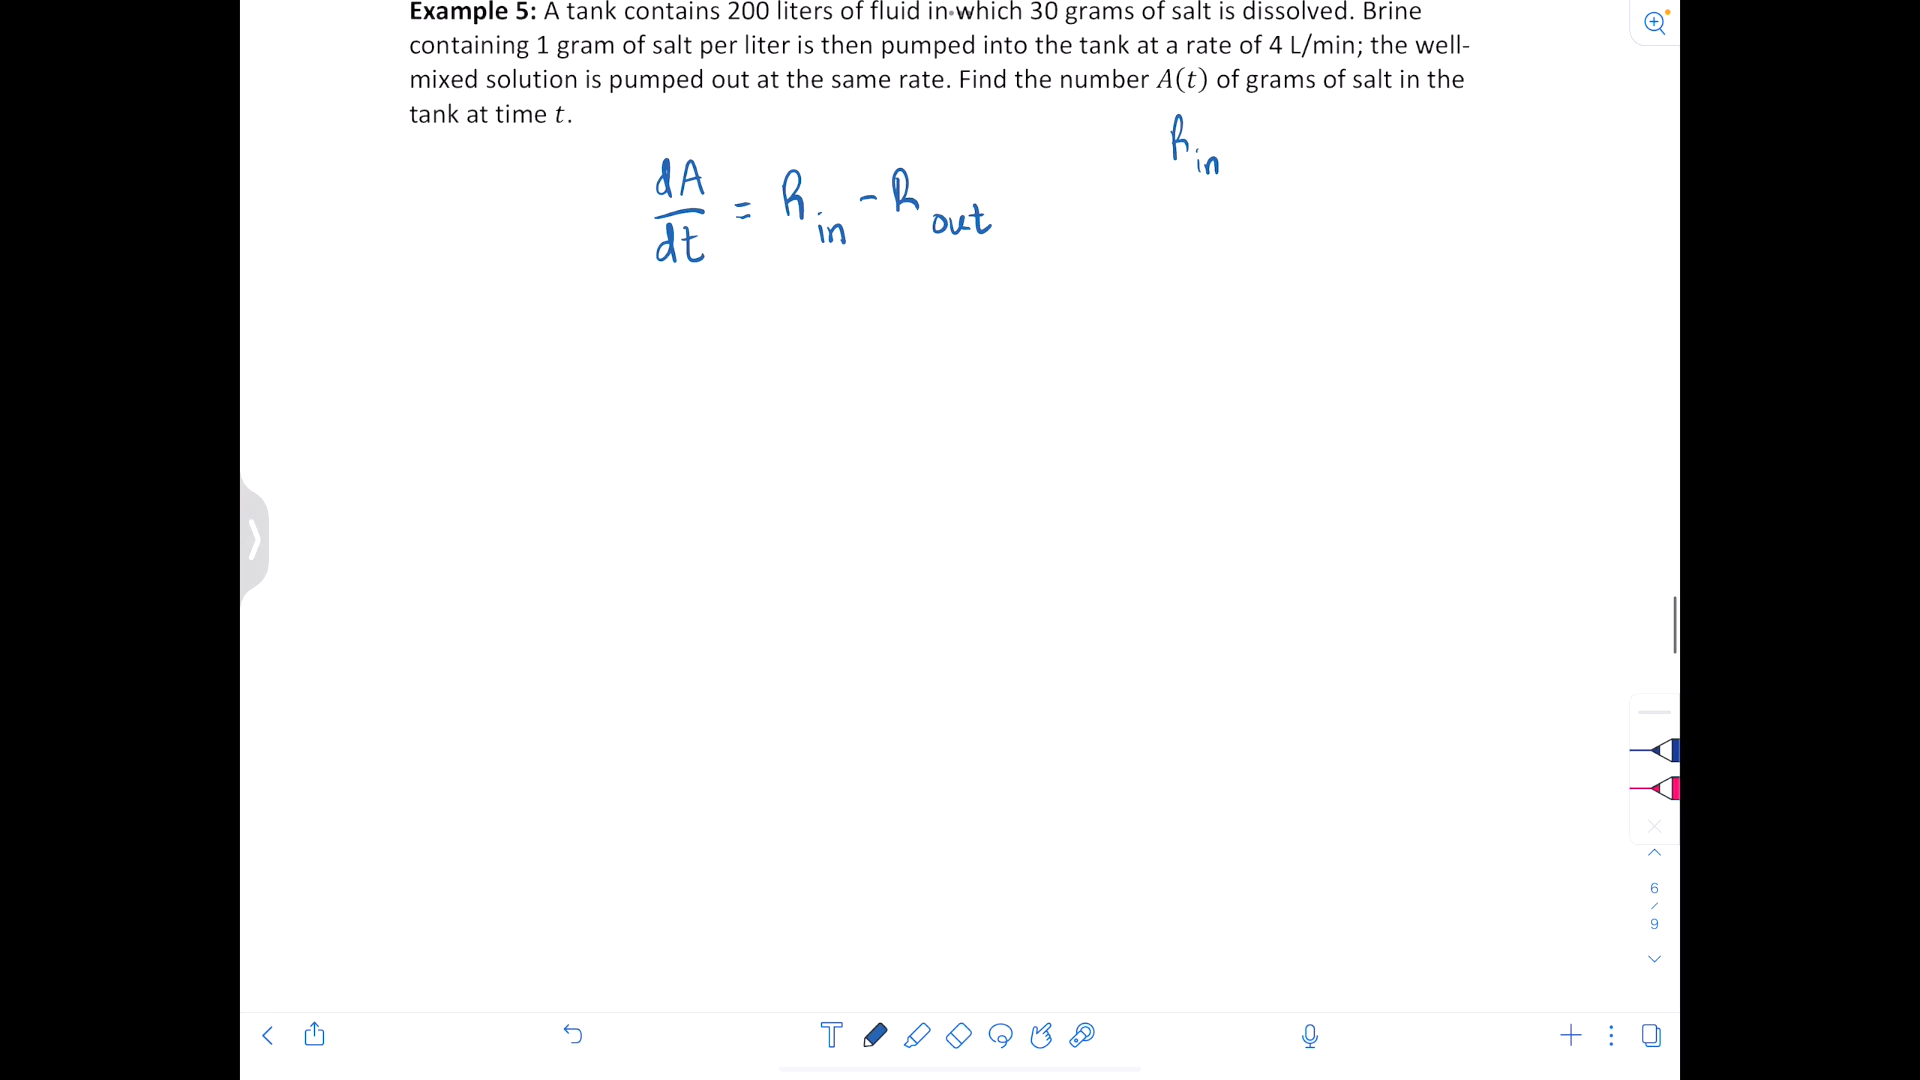 Example 5: A tank contains 200 liters of fluid in which 30 grams of salt is dissolved. Brine
containing 1 gram of salt per liter is then pumped into the tank at a rate of 4 L/min; the well-
mixed solution is pumped out at the same rate. Find the number A(t) of grams of salt in the
tank at time t.
R in
dA/dt = R in - R out
6
/
9